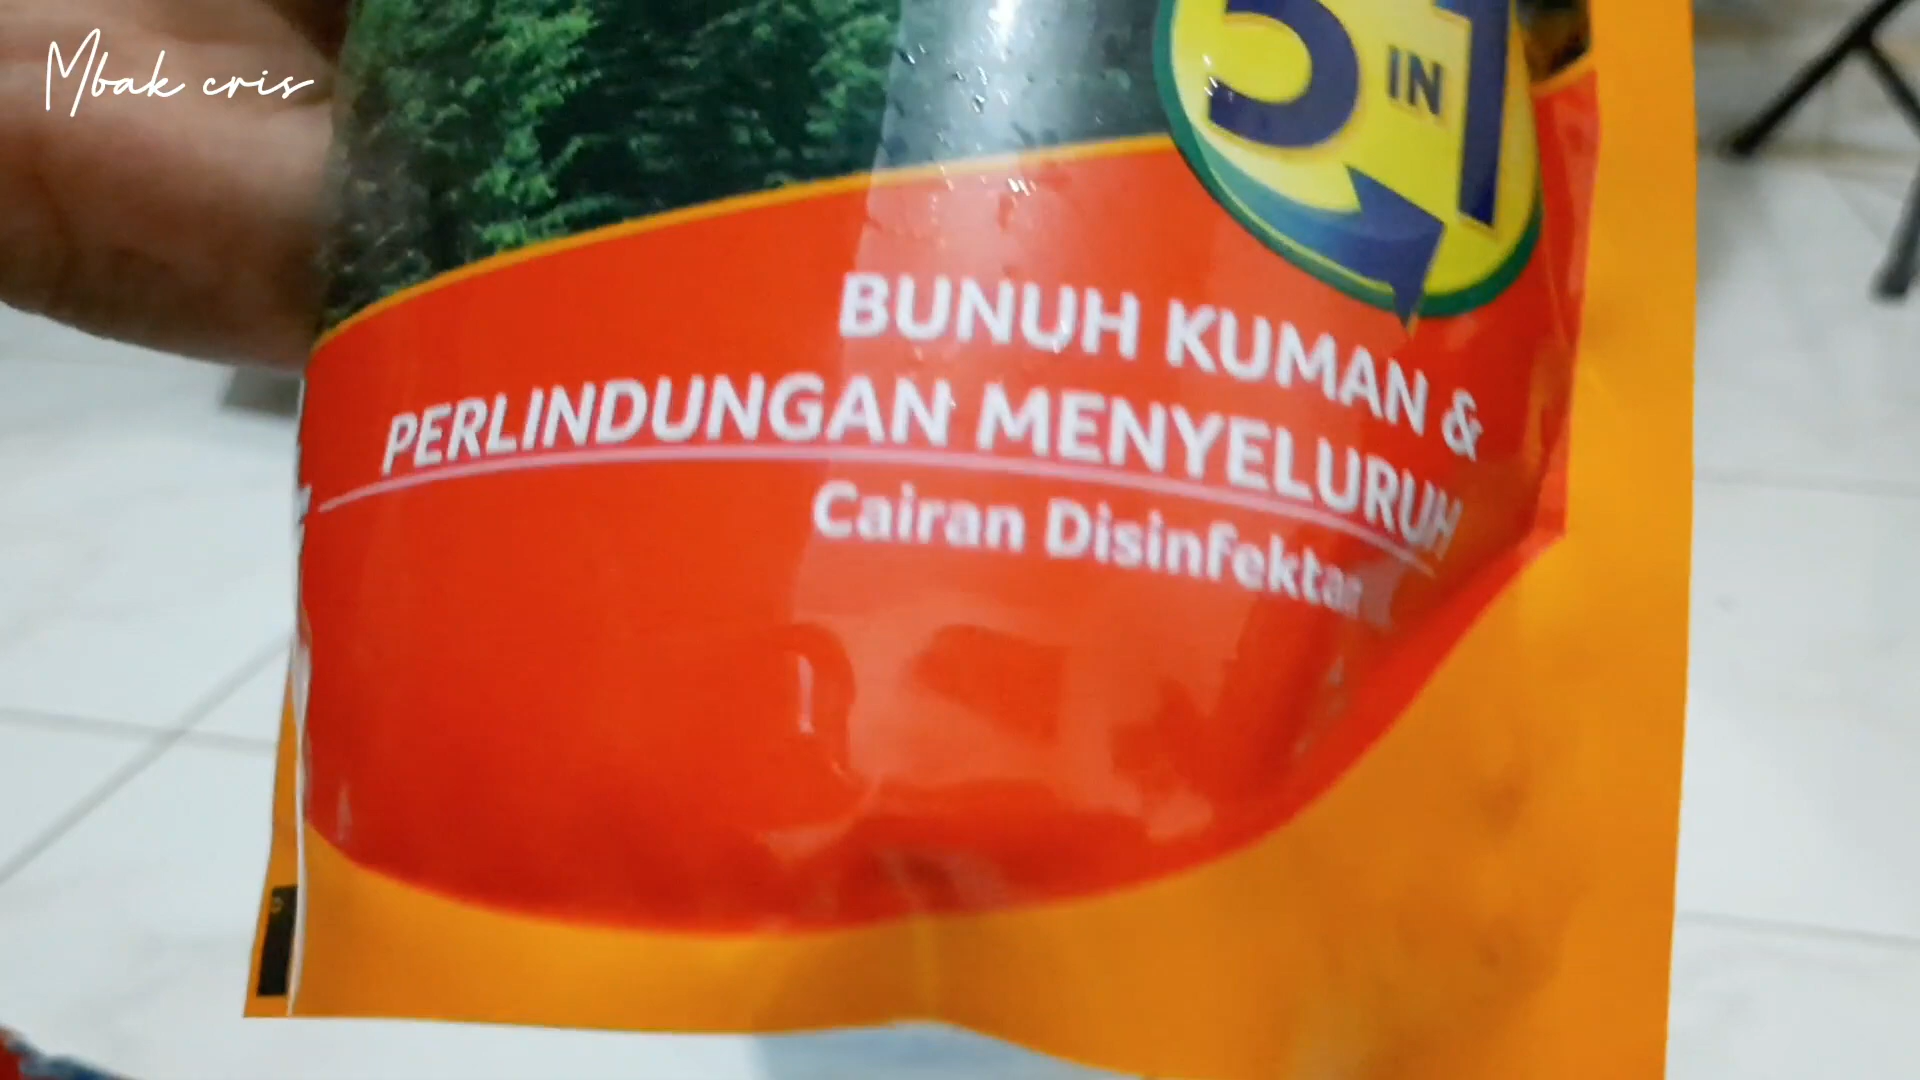 Mbak cris
5 IN 1
BUNUH KUMAN &
PERLINDUNGAN MENYELURUH
Cairan Disinfektan